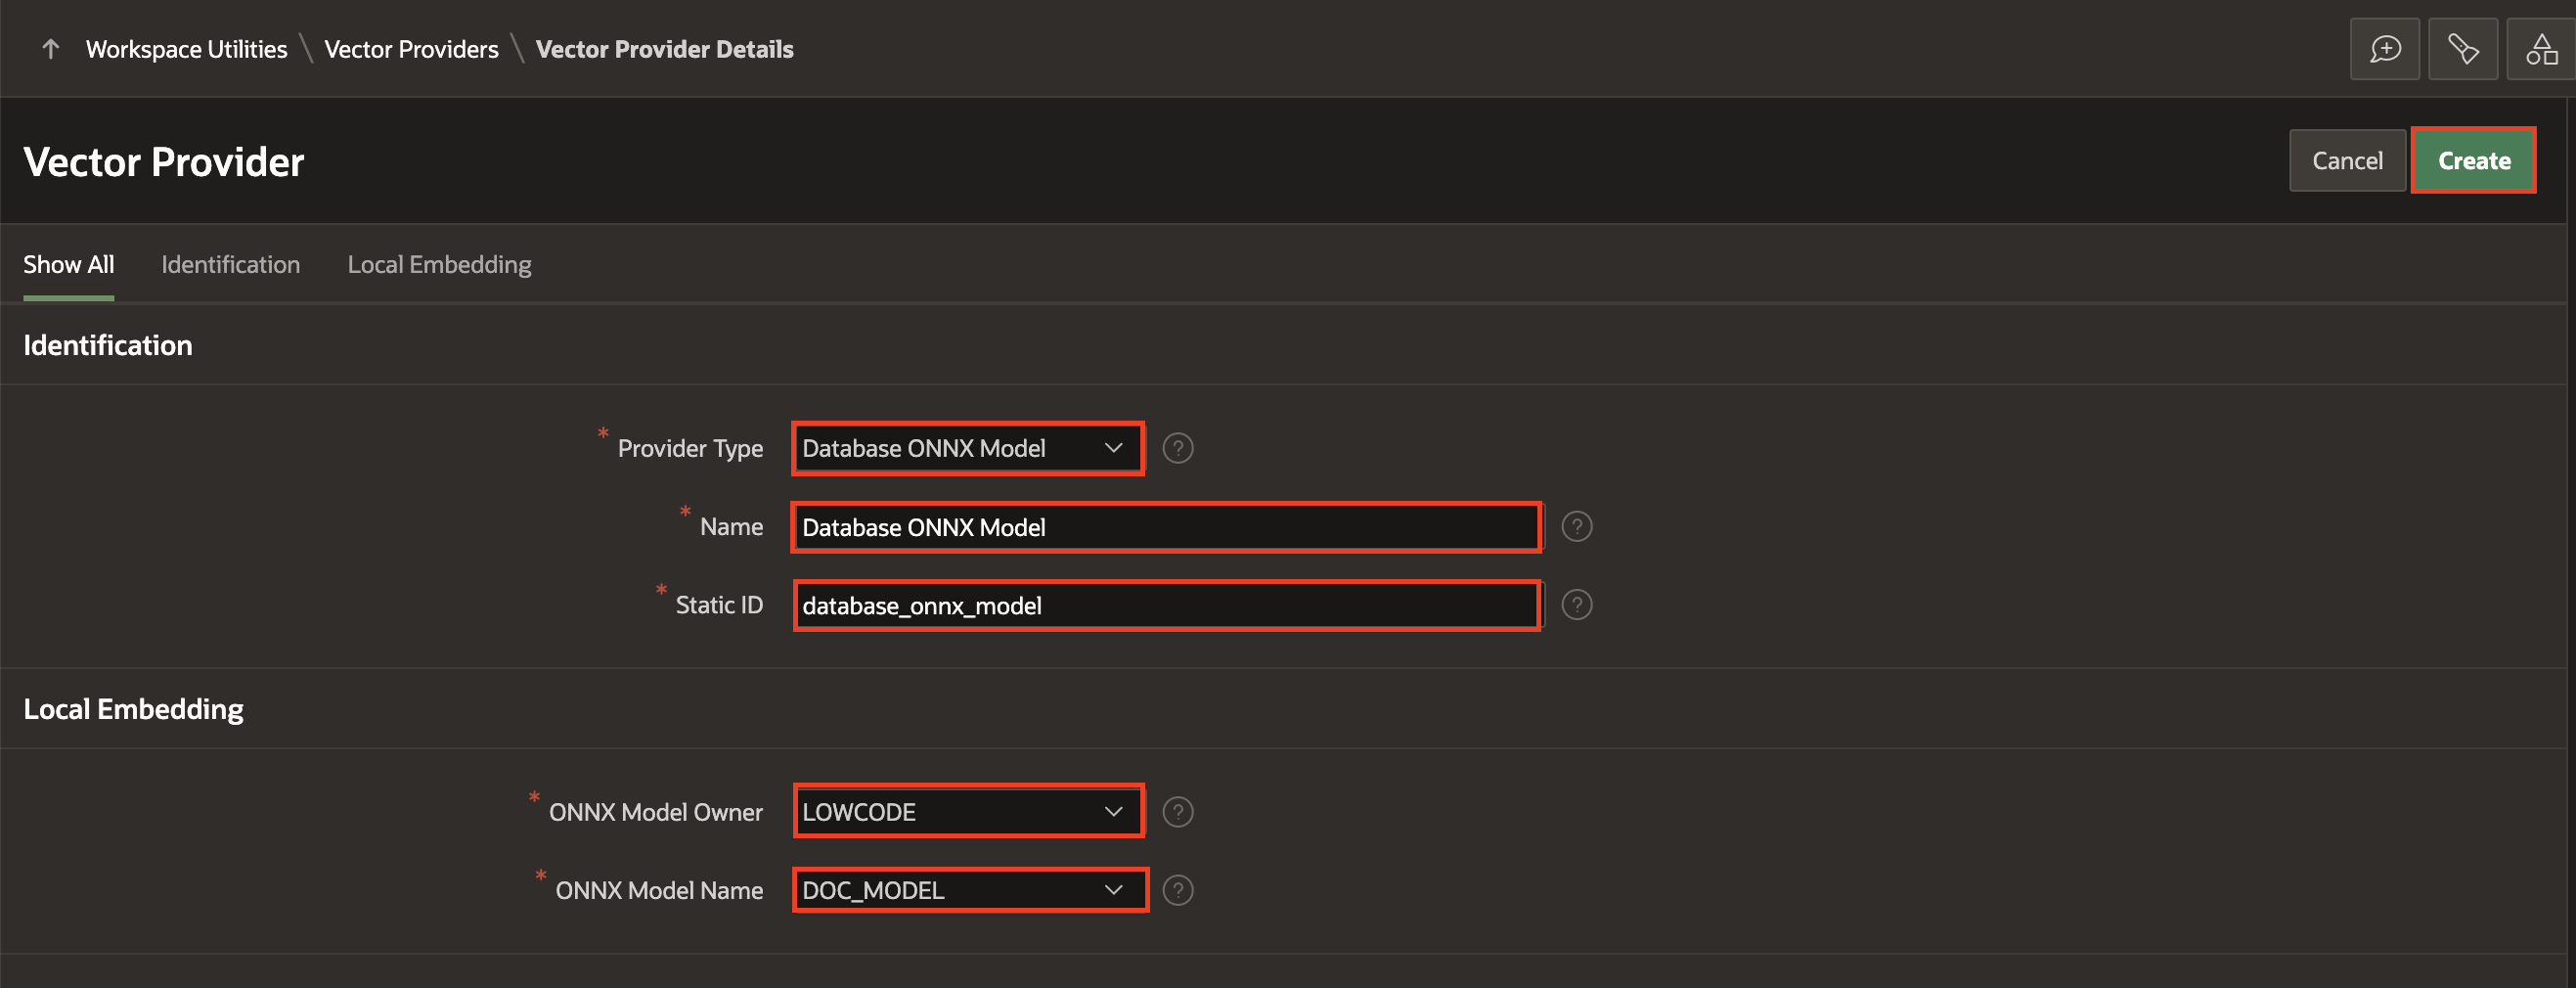 Workspace Utilities \ Vector Providers \ Vector Provider Details
Vector Provider
Cancel
Create
Show All
Identification
Local Embedding
Identification
* Provider Type
Database ONNX Model
?
* Name
Database ONNX Model
?
* Static ID
database_onnx_model
?
Local Embedding
* ONNX Model Owner
LOWCODE
?
* ONNX Model Name
DOC_MODEL
?